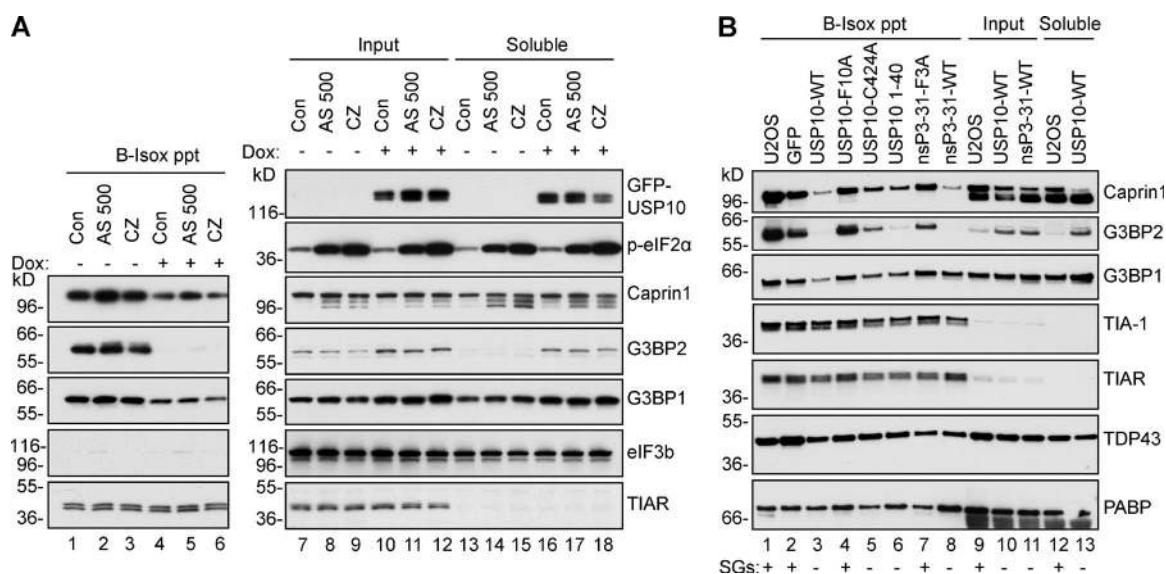 A
B-Isox ppt
Con
AS 500
CZ
Con
AS 500
CZ
Dox: - - - + + +
kD
96-
66-
55-
66-
55-
116-
96-
55-
36-
1 2 3 4 5 6
Input Soluble
Con
AS 500
CZ
Con
AS 500
CZ
Con
AS 500
CZ
Con
AS 500
CZ
Dox: - - - + + + - - - + + +
kD
116-
GFP-
USP10
36-
p-eIF2α
96-
Caprin1
66-
55-
G3BP2
66-
55-
G3BP1
116-
96-
eIF3b
55-
36-
TIAR
7 8 9 10 11 12 13 14 15 16 17 18
B
B-Isox ppt Input Soluble
U2OS
GFP
USP10-WT
USP10-F10A
USP10-C424A
USP10 1-40
nsP3-31-F3A
nsP3-31-WT
U2OS
USP10-WT
nsP3-31-WT
U2OS
USP10-WT
kD
96-
Caprin1
66-
55-
G3BP2
66-
G3BP1
36-
TIA-1
36-
TIAR
55-
36-
TDP43
66-
PABP
1 2 3 4 5 6 7 8 9 10 11 12 13
SGs: + + - + - - + - + - - + -